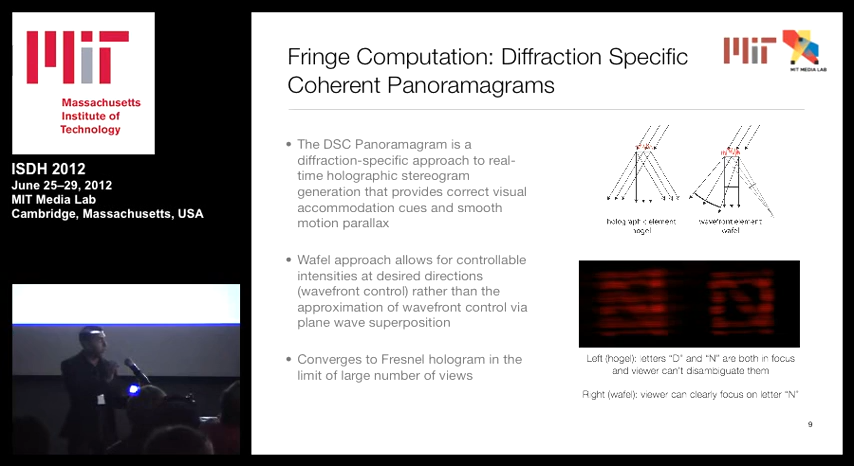 MIT
Massachusetts
Institute of
Technology
ISDH 2012
June 25–29, 2012
MIT Media Lab
Cambridge, Massachusetts, USA
Fringe Computation: Diffraction Specific
Coherent Panoramagrams
MIT
MIT MEDIA LAB
• The DSC Panoramagram is a
diffraction-specific approach to real-
time holographic stereogram
generation that provides correct visual
accommodation cues and smooth
motion parallax
• Wafel approach allows for controllable
intensities at desired directions
(wavefront control) rather than the
approximation of wavefront control via
plane wave superposition
• Converges to Fresnel hologram in the
limit of large number of views
holographic element
hogel
wavefront element
wafel
Left (hogel): letters “D” and “N” are both in focus
and viewer can’t disambiguate them
Right (wafel): viewer can clearly focus on letter “N”
9